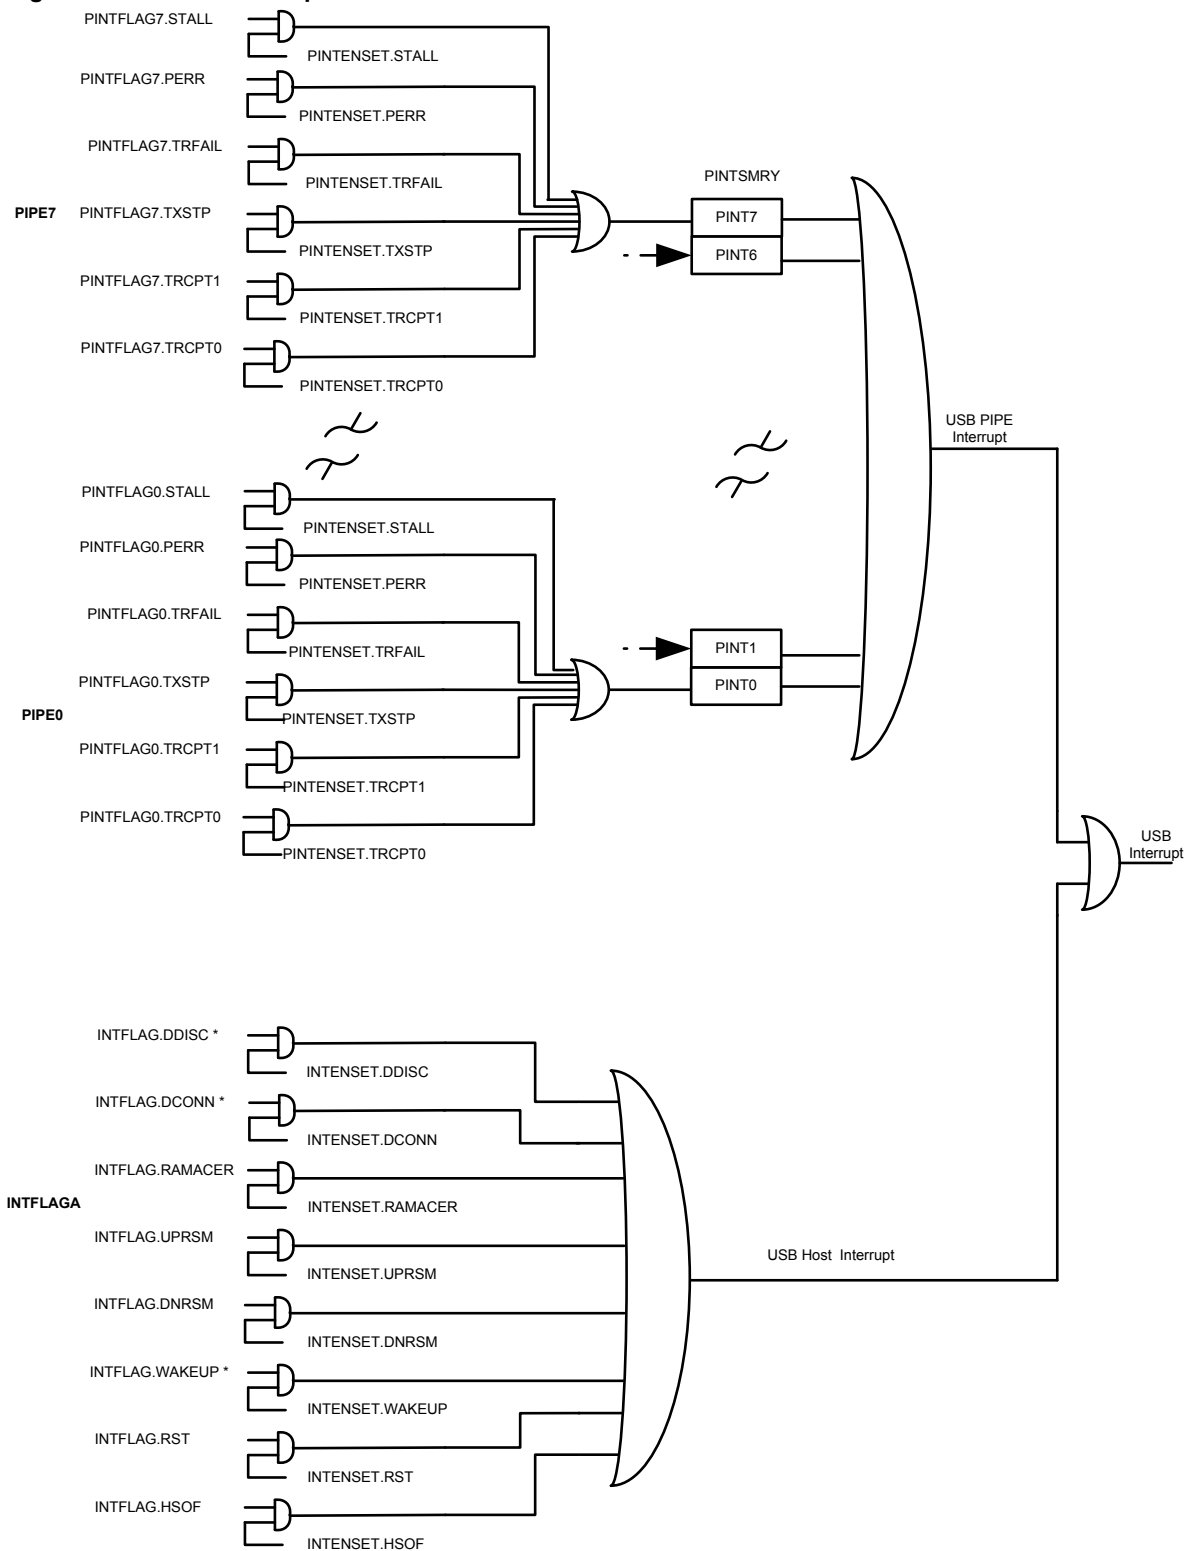 PINTFLAG7.STALL
PINTENSET.STALL
PINTFLAG7.PERR
PINTENSET.PERR
PINTFLAG7.TRFAIL
PINTENSET.TRFAIL
PINTSMRY
PIPE7
PINTFLAG7.TXSTP
PINTENSET.TXSTP
PINT7
PINT6
PINTFLAG7.TRCPT1
PINTENSET.TRCPT1
PINTFLAG7.TRCPT0
PINTENSET.TRCPT0
USB PIPE
Interrupt
PINTFLAG0.STALL
PINTENSET.STALL
PINTFLAG0.PERR
PINTENSET.PERR
PINTFLAG0.TRFAIL
PINTENSET.TRFAIL
PINT1
PINT0
PINTFLAG0.TXSTP
PIPE0
PINTENSET.TXSTP
PINTFLAG0.TRCPT1
PINTENSET.TRCPT1
PINTFLAG0.TRCPT0
PINTENSET.TRCPT0
USB
Interrupt
INTFLAG.DDISC *
INTENSET.DDISC
INTFLAG.DCONN *
INTENSET.DCONN
INTFLAG.RAMACER
INTFLAGA
INTENSET.RAMACER
INTFLAG.UPRSM
INTENSET.UPRSM
USB Host Interrupt
INTFLAG.DNRSM
INTENSET.DNRSM
INTFLAG.WAKEUP *
INTENSET.WAKEUP
INTFLAG.RST
INTENSET.RST
INTFLAG.HSOF
INTENSET.HSOF